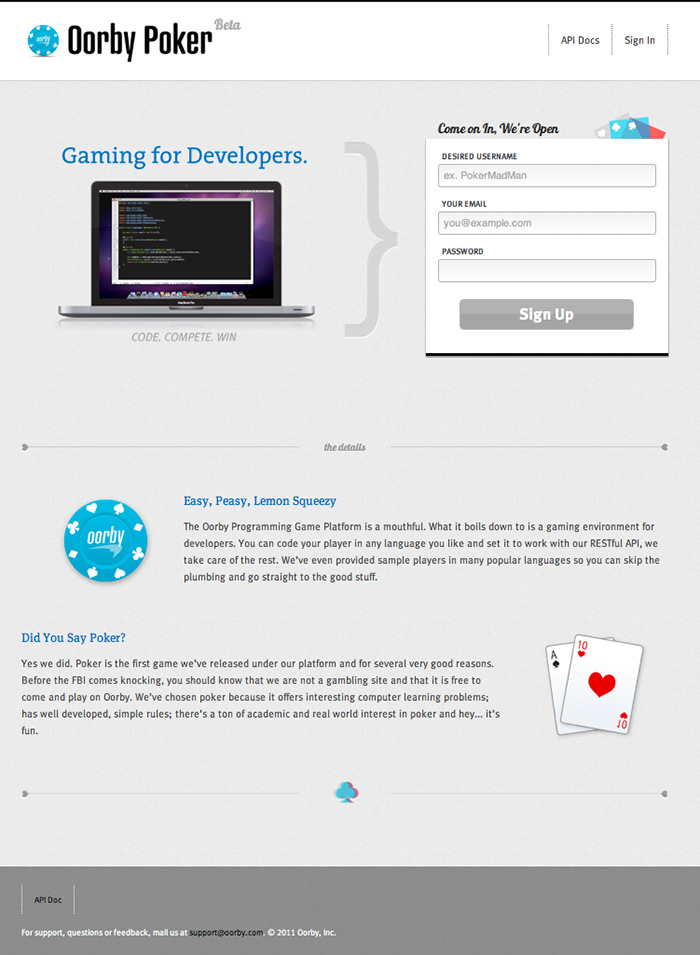 oorby
Oorby Poker Beta
API Docs
Sign In
Gaming for Developers.
MacBook Pro
CODE. COMPETE. WIN
Come on In, We're Open
DESIRED USERNAME
ex. PokerMadMan
YOUR EMAIL
you@example.com
PASSWORD
Sign Up
the details
oorby
Easy, Peasy, Lemon Squeezy
The Oorby Programming Game Platform is a mouthful. What it boils down to is a gaming environment for
developers. You can code your player in any language you like and set it to work with our RESTful API, we
take care of the rest. We've even provided sample players in many popular languages so you can skip the
plumbing and go straight to the good stuff.
Did You Say Poker?
Yes we did. Poker is the first game we've released under our platform and for several very good reasons.
Before the FBI comes knocking, you should know that we are not a gambling site and that it is free to
come and play on Oorby. We've chosen poker because it offers interesting computer learning problems;
has well developed, simple rules; there's a ton of academic and real world interest in poker and hey... it's
fun.
A
10
10
API Doc
For support, questions or feedback, mail us at support@oorby.com. © 2011 Oorby, Inc.